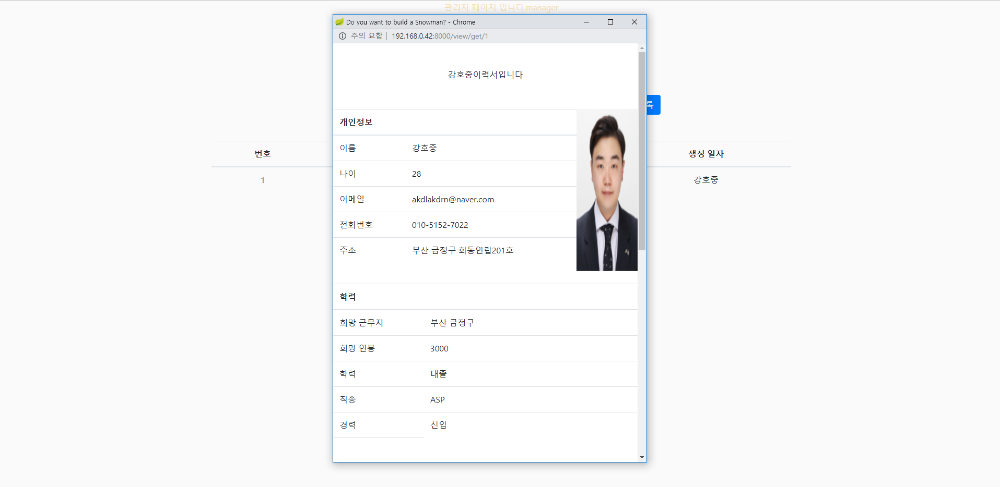 관리자 페이지 입니다.manager
Do you want to build a Snowman? - Chrome
주의 요함 | 192.168.0.42:8000/view/get/1
강호중이력서입니다
록
개인정보
이름 강호중
나이 28
이메일 akdlakdrn@naver.com
전화번호 010-5152-7022
주소 부산 금정구 회동연립201호
번호 생성 일자
1 강호중
학력
희망 근무지 부산 금정구
희망 연봉 3000
학력 대졸
직종 ASP
경력 신입